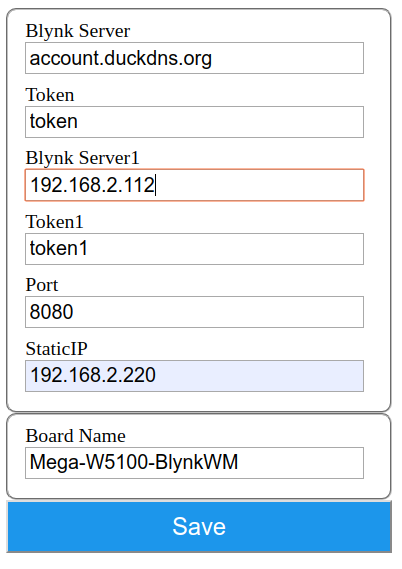 Blynk Server
account.duckdns.org
Token
token
Blynk Server1
192.168.2.112
Token1
token1
Port
8080
StaticIP
192.168.2.220
Board Name
Mega-W5100-BlynkWM
Save